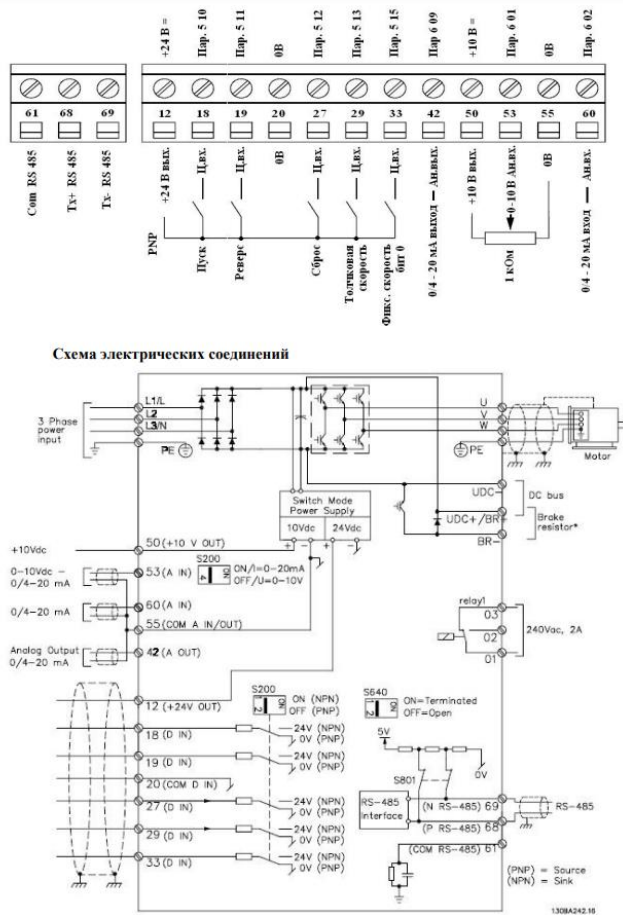 +24 В =
Пар. 5 10
Пар. 5 11
0В
Пар. 5 12
Пар. 5 13
Пар. 5 15
Пар 6 09
+10 В =
Пар. 6 01
0В
Пар. 6 02
61
68
69
12
18
19
20
27
29
33
42
50
53
55
60
Com RS 485
Tx+ RS 485
Tx- RS 485
+24 В вых.
Ц.вх.
Ц.вх.
0В
Ц.вх.
Ц.вх.
Ц.вх.
0/4 - 20 мА выход — Ан.вых.
+10 В вых.
0-10 В Ан.вх.
0В
0/4 - 20 мА вход — Ан.вх.
PNP
Пуск
Реверс
Сброс
Толчковая
скорость
Фикс. скорость
бит 0
1 кОм
Схема электрических соединений
3 Phase
power
input
L1/L
L2
L3/N
PE
U
V
W
PE
Motor
UDC-
DC bus
UDC+/BR+
Brake
resistor*
BR-
Switch Mode
Power Supply
10Vdc
24Vdc
+ - + -
+10Vdc
50 (+10 V OUT)
0-10Vdc -
0/4-20 mA
53 (A IN)
S200
ON
4
ON/I=0-20mA
OFF/U=0-10V
0/4-20 mA
60 (A IN)
55 (COM A IN/OUT)
Analog Output
0/4-20 mA
42 (A OUT)
relay1
03
02
01
240Vac, 2A
12 (+24V OUT)
S200
ON
1 2
ON (NPN)
OFF (PNP)
S640
ON
1 2
ON=Terminated
OFF=Open
18 (D IN)
24V (NPN)
0V (PNP)
19 (D IN)
24V (NPN)
0V (PNP)
20 (COM D IN)
27 (D IN)
24V (NPN)
0V (PNP)
29 (D IN)
24V (NPN)
0V (PNP)
33 (D IN)
24V (NPN)
0V (PNP)
5V
0V
S801
RS-485
Interface
(N RS-485) 69
(P RS-485) 68
(COM RS-485) 61
RS-485
(PNP) = Source
(NPN) = Sink
130BA242.16